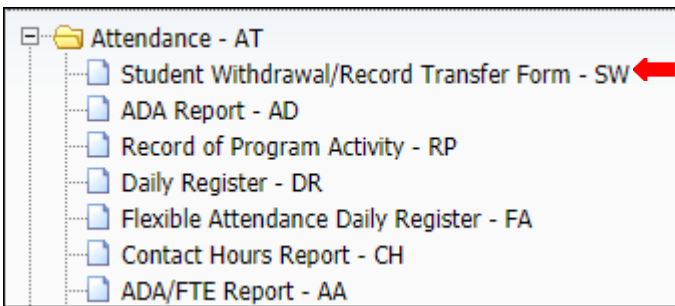 Attendance - AT
Student Withdrawal/Record Transfer Form - SW
ADA Report - AD
Record of Program Activity - RP
Daily Register - DR
Flexible Attendance Daily Register - FA
Contact Hours Report - CH
ADA/FTE Report - AA